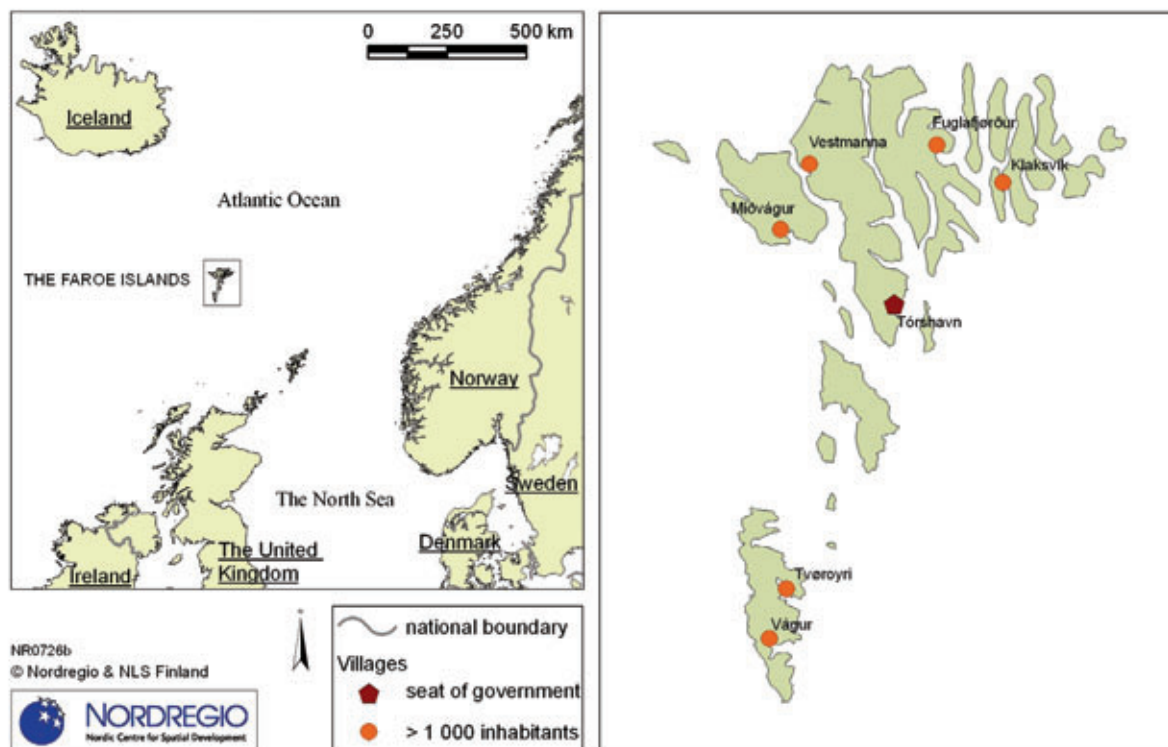 0 250 500 km
Iceland
Atlantic Ocean
THE FAROE ISLANDS
Norway
Sweden
The North Sea
Denmark
The United
Kingdom
Ireland
Fuglafjørður
Vestmanna
Klaksvík
Miðvágur
Tórshavn
Tvøroyri
Vágur
NR0726b
© Nordregio & NLS Finland
NORDREGIO
Nordic Centre for Spatial Development
n
national boundary
Villages
seat of government
> 1 000 inhabitants